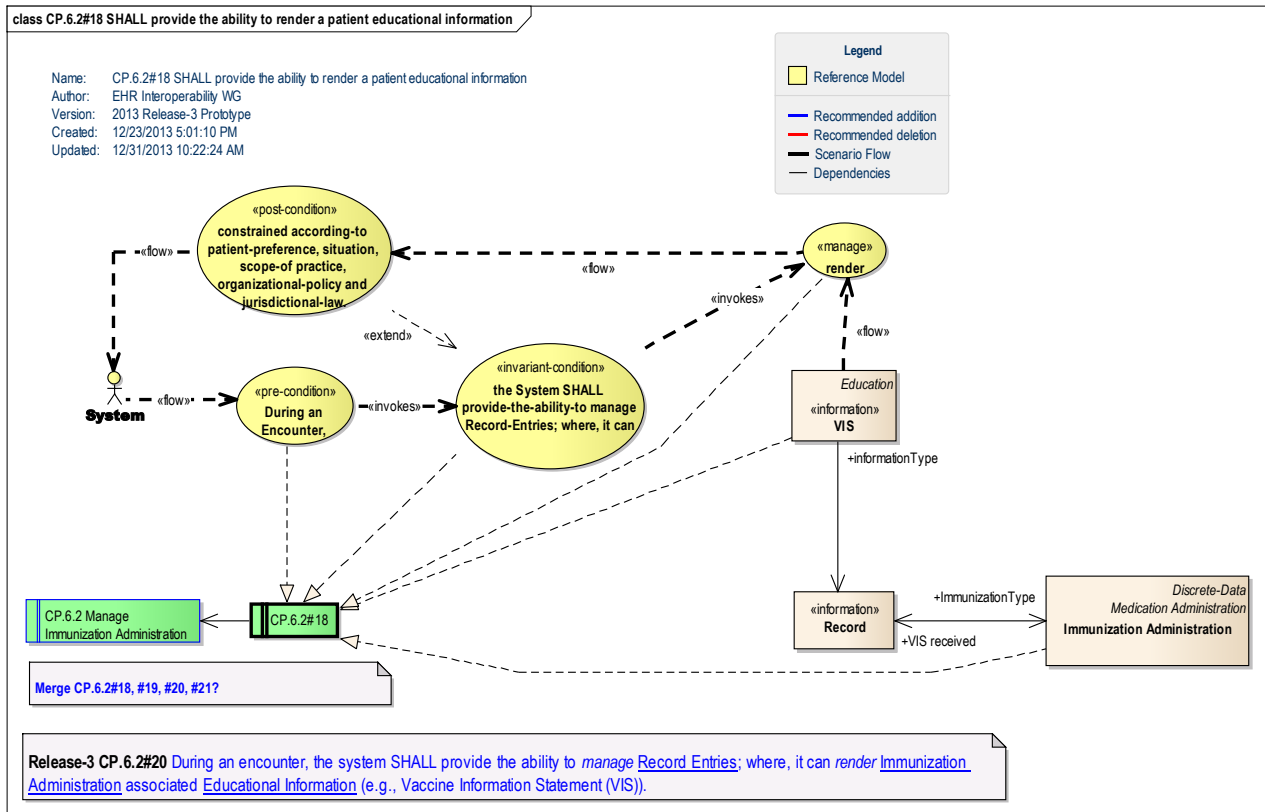 class CP.6.2#18 SHALL provide the ability to render a patient educational information
Name: CP.6.2#18 SHALL provide the ability to render a patient educational information
Author: EHR Interoperability WG
Version: 2013 Release-3 Prototype
Created: 12/23/2013 5:01:10 PM
Updated: 12/31/2013 10:22:24 AM
Legend
Reference Model
Recommended addition
Recommended deletion
Scenario Flow
Dependencies
«post-condition»
constrained according-to
patient-preference, situation,
scope-of practice,
organizational-policy and
jurisdictional-law.
«flow»
«flow»
«manage»
render
«invokes»
«extend»
«flow»
«invariant-condition»
the System SHALL
provide-the-ability-to manage
Record-Entries; where, it can
«pre-condition»
During an
Encounter,
«flow»
«invokes»
System
Education
«information»
VIS
+informationType
«information»
Record
+ImmunizationType
+VIS received
Discrete-Data
Medication Administration
Immunization Administration
CP.6.2 Manage
Immunization Administration
CP.6.2#18
Merge CP.6.2#18, #19, #20, #21?
Release-3 CP.6.2#20 During an encounter, the system SHALL provide the ability to manage Record Entries; where, it can render Immunization
Administration associated Educational Information (e.g., Vaccine Information Statement (VIS)).